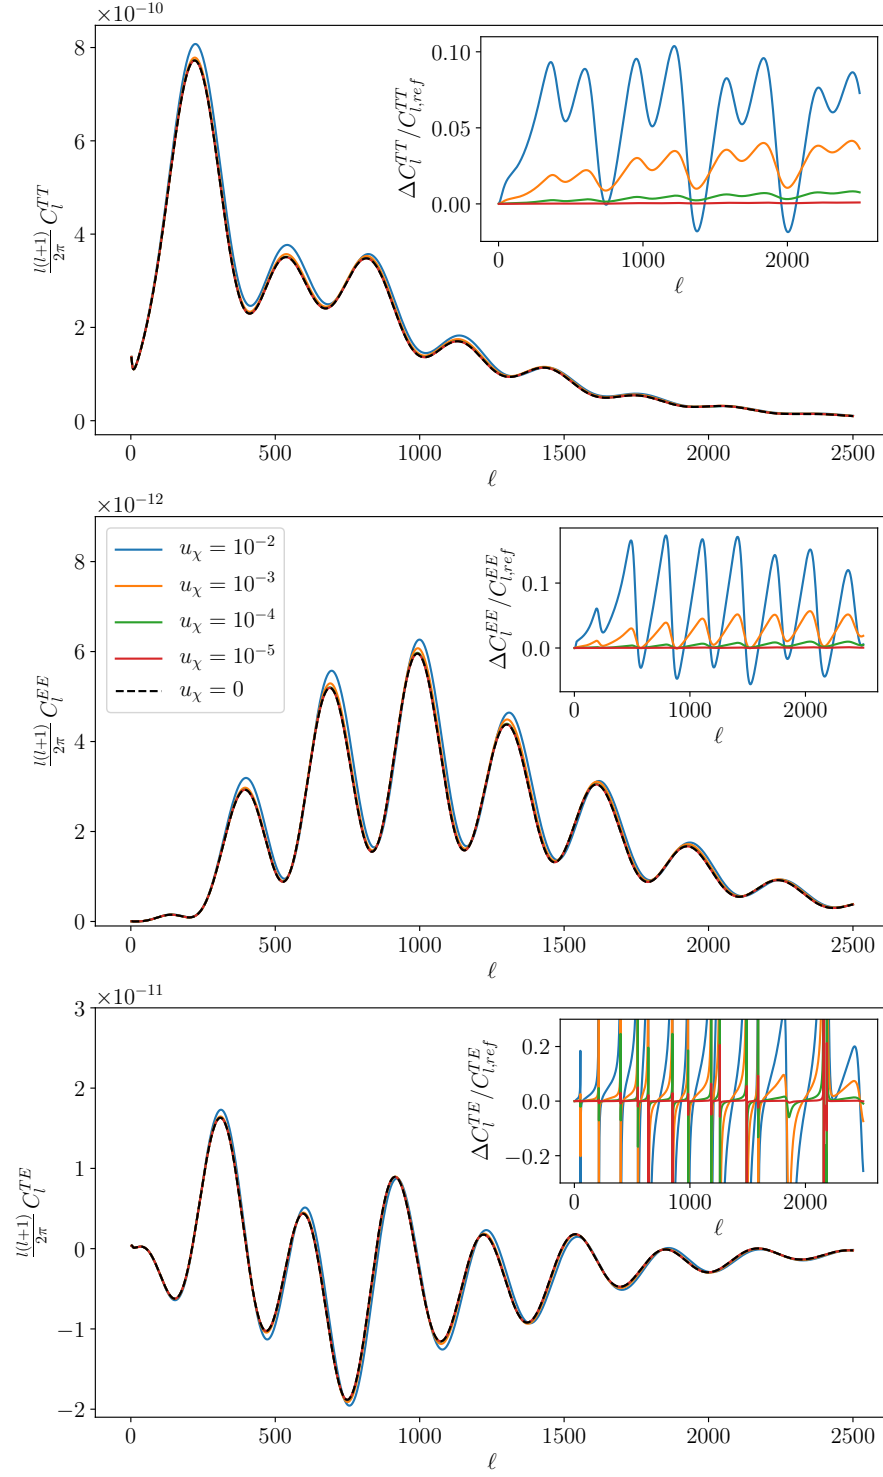 ×10⁻¹⁰
8
6
4
2
0
l(l+1)/2π C_l^{TT}
0 500 1000 1500 2000 2500
ℓ
0.10
0.05
0.00
ΔC_l^{TT}/C_{l,ref}^{TT}
0 1000 2000
ℓ
×10⁻¹²
8
6
4
2
0
l(l+1)/2π C_l^{EE}
u_χ = 10⁻²
u_χ = 10⁻³
u_χ = 10⁻⁴
u_χ = 10⁻⁵
u_χ = 0
0 500 1000 1500 2000 2500
ℓ
0.1
0.0
ΔC_l^{EE}/C_{l,ref}^{EE}
0 1000 2000
ℓ
×10⁻¹¹
3
2
1
0
−1
−2
l(l+1)/2π C_l^{TE}
0 500 1000 1500 2000 2500
ℓ
0.2
0.0
−0.2
ΔC_l^{TE}/C_{l,ref}^{TE}
0 1000 2000
ℓ